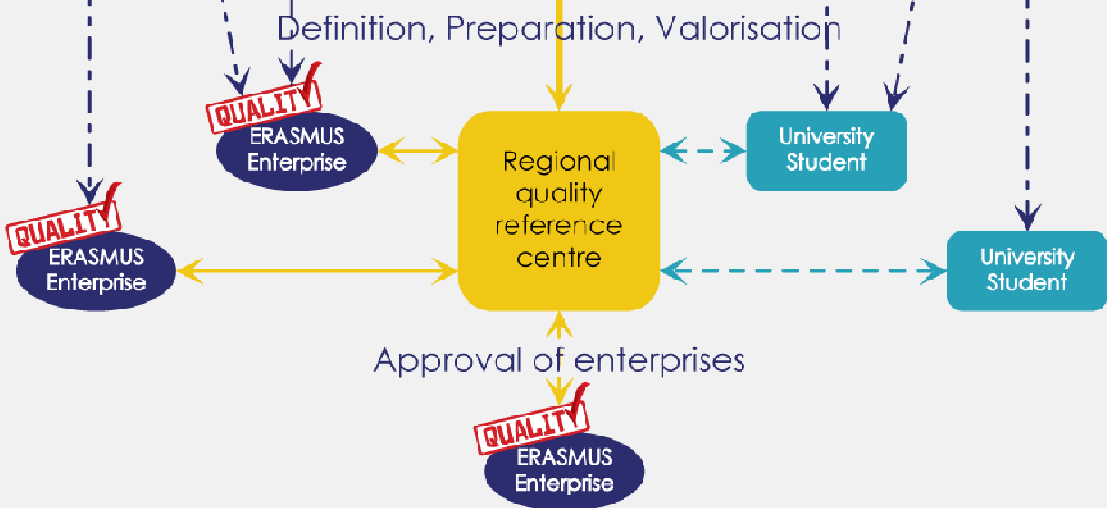 Definition, Preparation, Valorisation
QUALITY
ERASMUS
Enterprise
Regional
quality
reference
centre
University
Student
QUALITY
ERASMUS
Enterprise
University
Student
Approval of enterprises
QUALITY
ERASMUS
Enterprise